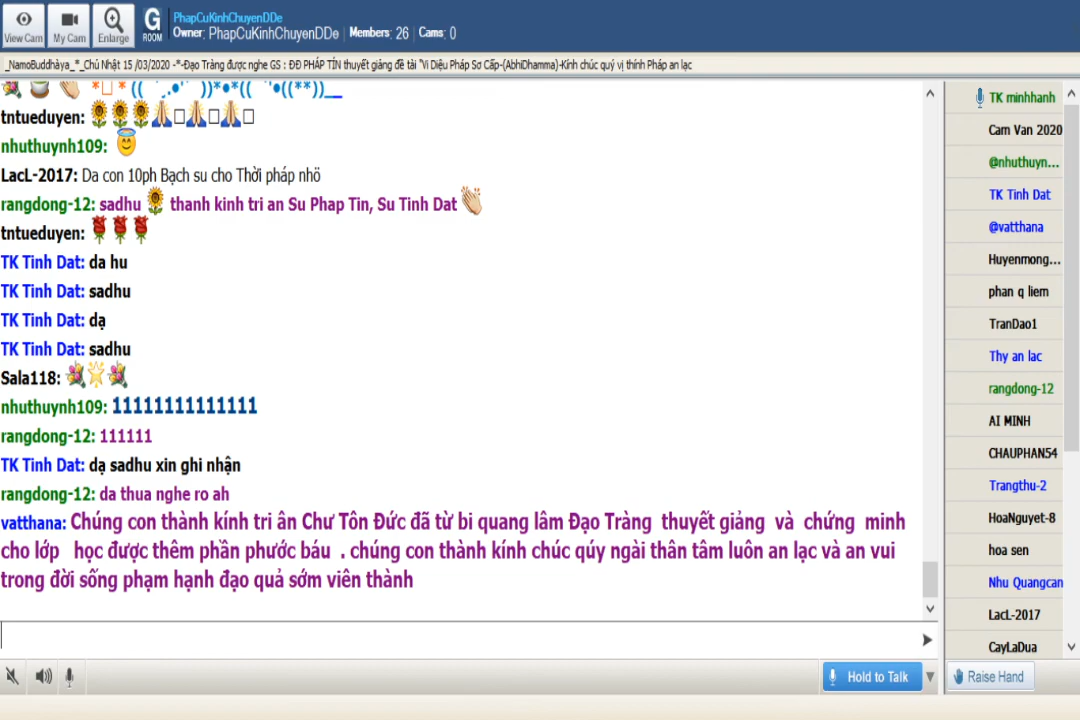 View Cam
My Cam
Enlarge
G
ROOM
PhapCuKinhChuyenDDe
Owner: PhapCuKinhChuyenDDe Members: 26 Cams: 0
_NamoBuddhàya_*_Chủ Nhật 15 /03/2020 -*-Đạo Tràng được nghe GS : ĐĐ PHÁP TÍN thuyết giảng đề tài "Vi Diệu Pháp Sơ Cấp-(AbhiDhamma)-Kính chúc quý vị thính Pháp an lạc
tntueduyen:
nhuthuynh109:
LacL-2017: Da con 10ph Bạch su cho Thời pháp nhö
rangdong-12: sadhu thanh kinh tri an Su Phap Tin, Su Tinh Dat
tntueduyen:
TK Tinh Dat: da hu
TK Tinh Dat: sadhu
TK Tinh Dat: dạ
TK Tinh Dat: sadhu
Sala118:
nhuthuynh109: 11111111111111
rangdong-12: 111111
TK Tinh Dat: dạ sadhu xin ghi nhận
rangdong-12: da thua nghe ro ah
vatthana: Chúng con thành kính tri ân Chư Tôn Đức đã từ bi quang lâm Đạo Tràng thuyết giảng và chứng minh
cho lớp học được thêm phần phước báu . chúng con thành kính chúc qúy ngài thân tâm luôn an lạc và an vui
trong đời sống phạm hạnh đạo quả sớm viên thành
Hold to Talk
TK minhhanh
Cam Van 2020
@nhuthuyn...
TK Tinh Dat
@vatthana
Huyenmong...
phan q liem
TranDao1
Thy an lac
rangdong-12
AI MINH
CHAUPHAN54
Trangthu-2
HoaNguyet-8
hoa sen
Nhu Quangcan
LacL-2017
CayLaDua
Raise Hand